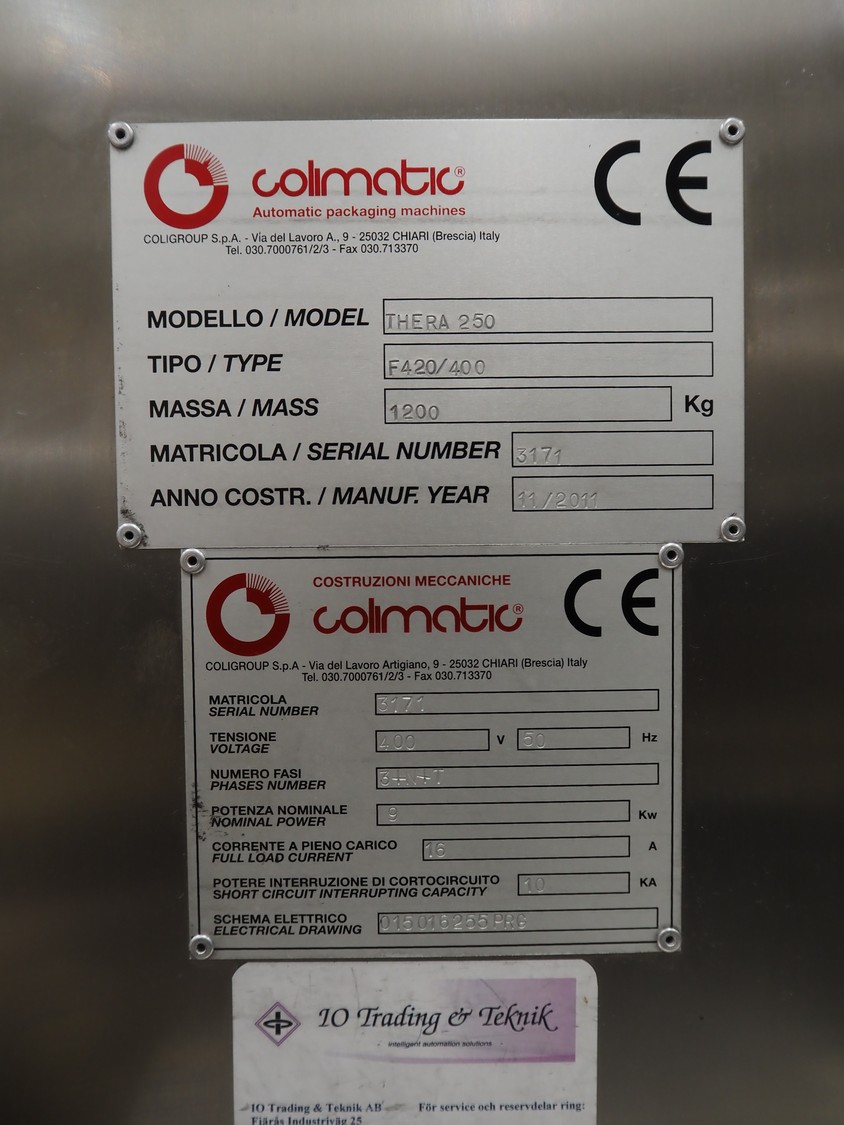 colimatic®
Automatic packaging machines
CE
COLIGROUP S.p.A. - Via del Lavoro A., 9 - 25032 CHIARI (Brescia) Italy
Tel. 030.7000761/2/3 - Fax 030.713370
MODELLO / MODEL THERA 250
TIPO / TYPE F420/400
MASSA / MASS 1200 Kg
MATRICOLA / SERIAL NUMBER 3171
ANNO COSTR. / MANUF. YEAR 11/2011
COSTRUZIONI MECCANICHE
colimatic®
CE
COLIGROUP S.p.A - Via del Lavoro Artigiano, 9 - 25032 CHIARI (Brescia) Italy
Tel. 030.7000761/2/3 - Fax 030.713370
MATRICOLA
SERIAL NUMBER 3171
TENSIONE
VOLTAGE 400 V 50 Hz
NUMERO FASI
PHASES NUMBER 3+N+T
POTENZA NOMINALE
NOMINAL POWER 9 Kw
CORRENTE A PIENO CARICO
FULL LOAD CURRENT 16 A
POTERE INTERRUZIONE DI CORTOCIRCUITO
SHORT CIRCUIT INTERRUPTING CAPACITY 10 KA
SCHEMA ELETTRICO
ELECTRICAL DRAWING 015016255PRG
IO Trading & Teknik
intelligent automation solutions
IO Trading & Teknik AB För service och reservdelar ring:
Fjärås Industriväg 25